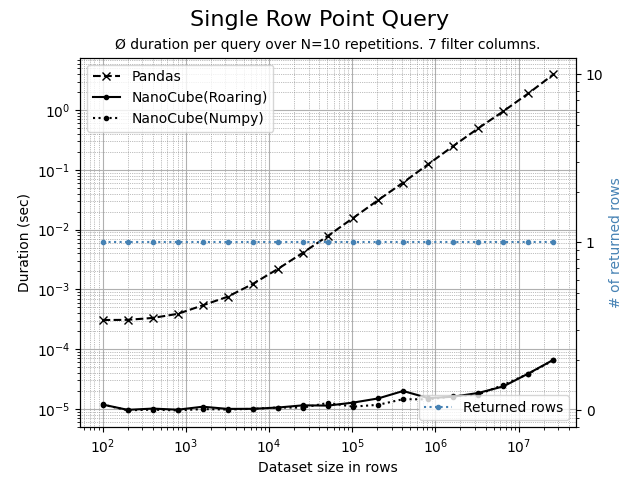 Single Row Point Query
Ø duration per query over N=10 repetitions. 7 filter columns.
Pandas
NanoCube(Roaring)
NanoCube(Numpy)
Duration (sec)
10⁰
10⁻¹
10⁻²
10⁻³
10⁻⁴
10⁻⁵
10
1
0
# of returned rows
Returned rows
10² 10³ 10⁴ 10⁵ 10⁶ 10⁷
Dataset size in rows